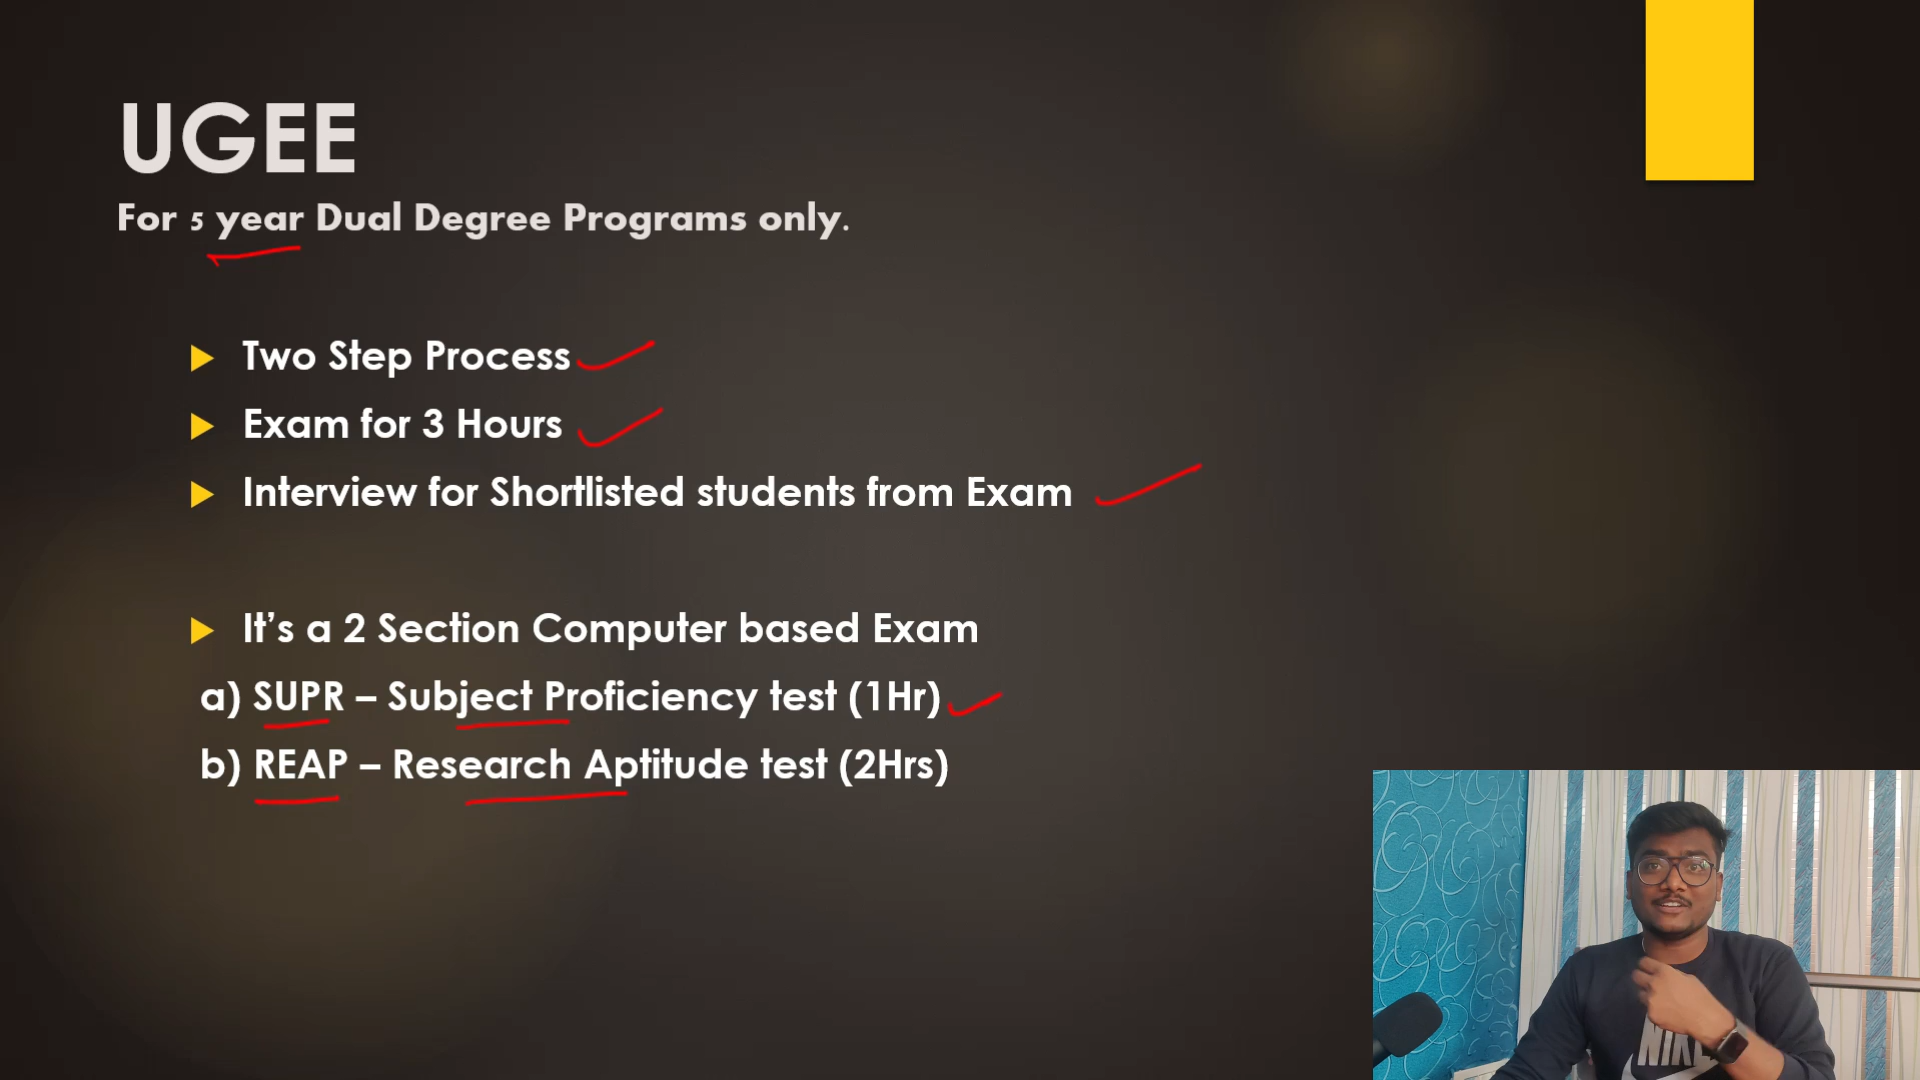 UGEE
For 5 year Dual Degree Programs only.
Two Step Process
Exam for 3 Hours
Interview for Shortlisted students from Exam
It's a 2 Section Computer based Exam
a) SUPR – Subject Proficiency test (1Hr)
b) REAP – Research Aptitude test (2Hrs)
NIKE